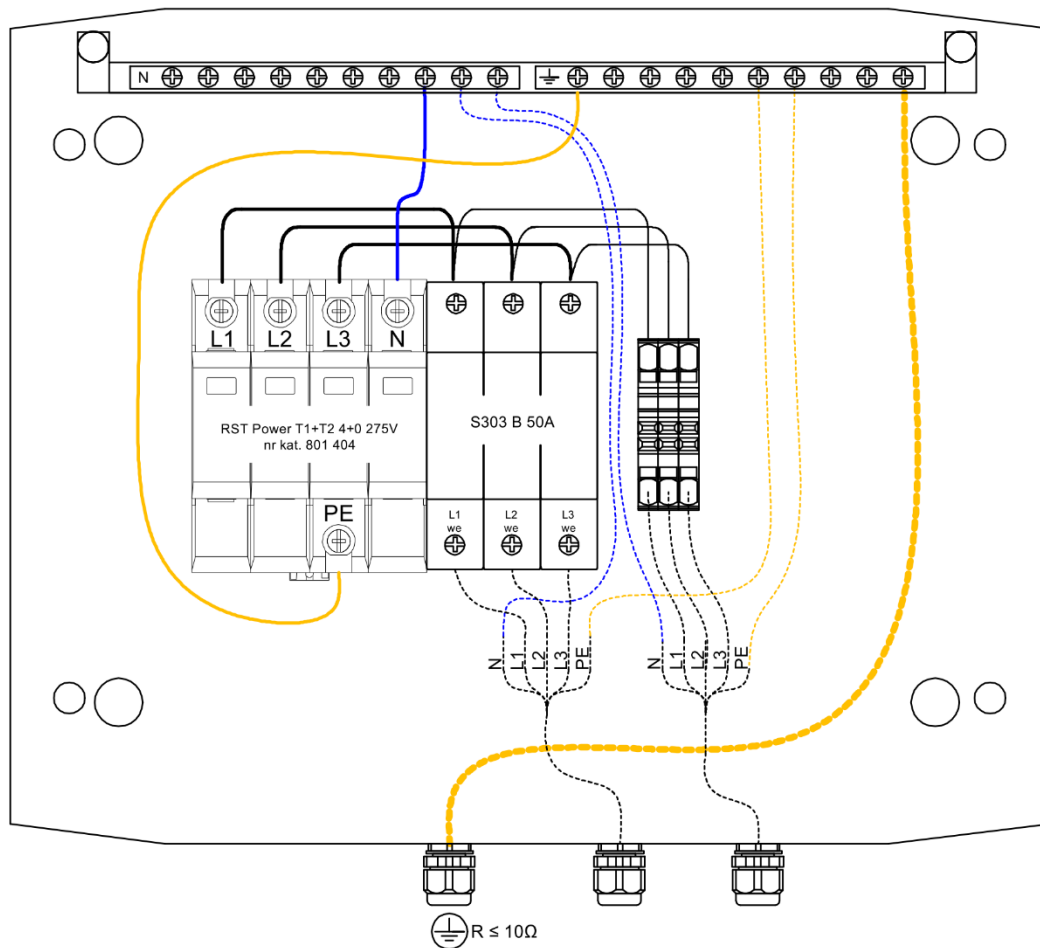 N
L1 L2 L3 N
RST Power T1+T2 4+0 275V
nr kat. 801 404
S303 B 50A
PE
L1 L2 L3
we we we
N L1 L2 L3 PE
N L1 L2 L3 PE
R ≤ 10Ω